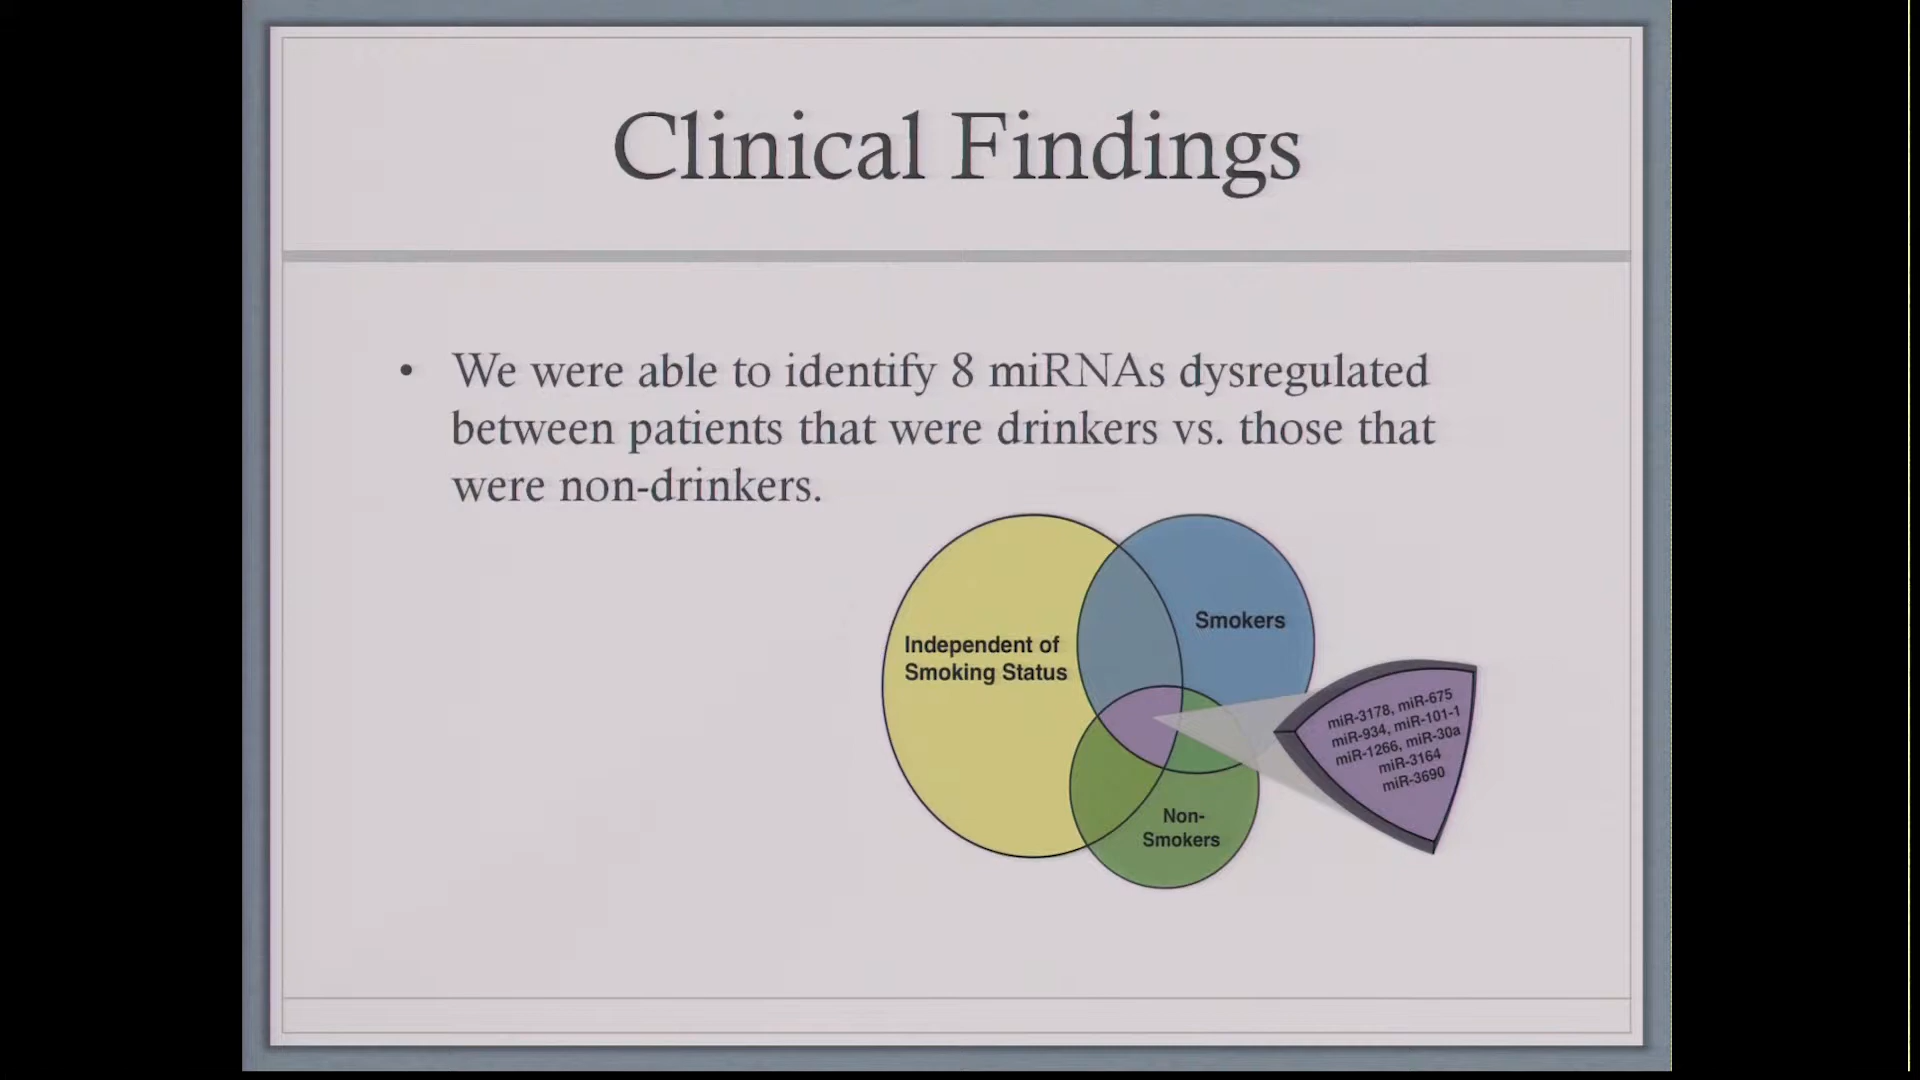 Clinical Findings
• We were able to identify 8 miRNAs dysregulated
between patients that were drinkers vs. those that
were non-drinkers.
Independent of
Smoking Status
Smokers
Non-
Smokers
miR-3178, miR-675
miR-934, miR-101-1
miR-1266, miR-30a
miR-3164
miR-3690